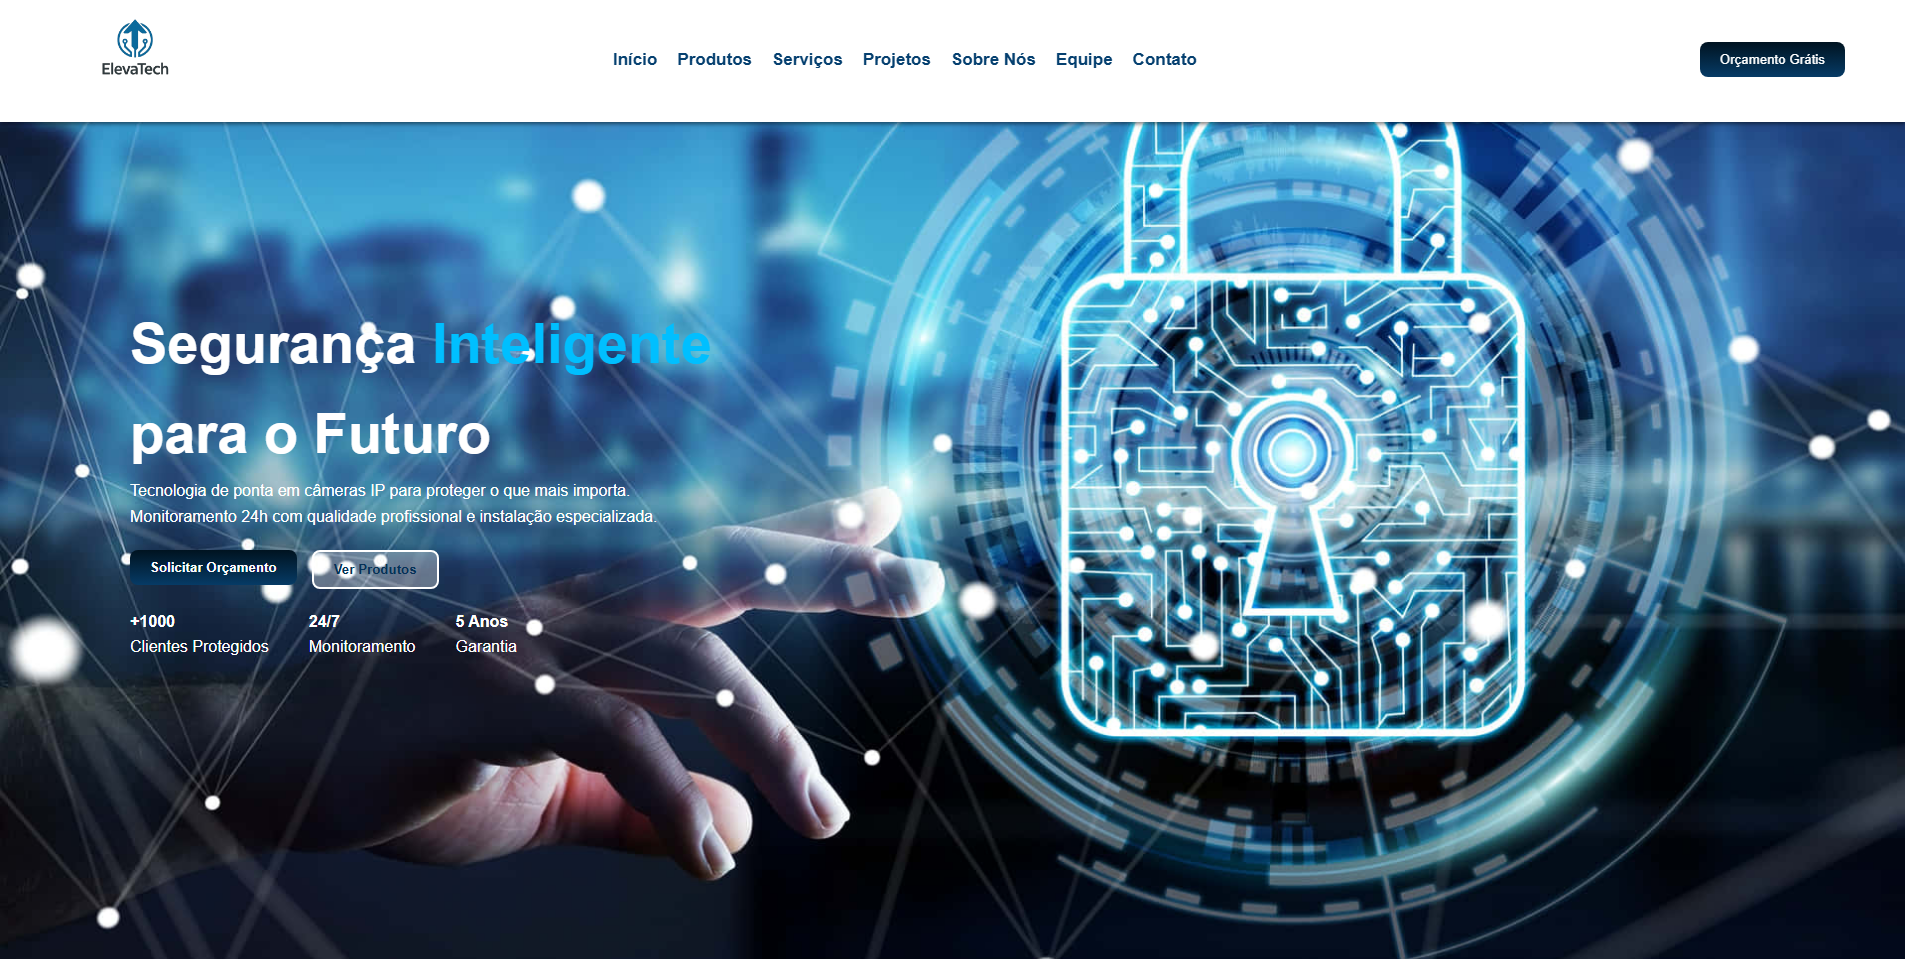 ElevaTech
Início Produtos Serviços Projetos Sobre Nós Equipe Contato
Orçamento Grátis
Segurança Inteligente
para o Futuro
Tecnologia de ponta em câmeras IP para proteger o que mais importa.
Monitoramento 24h com qualidade profissional e instalação especializada.
Solicitar Orçamento Ver Produtos
+1000 24/7 5 Anos
Clientes Protegidos Monitoramento Garantia